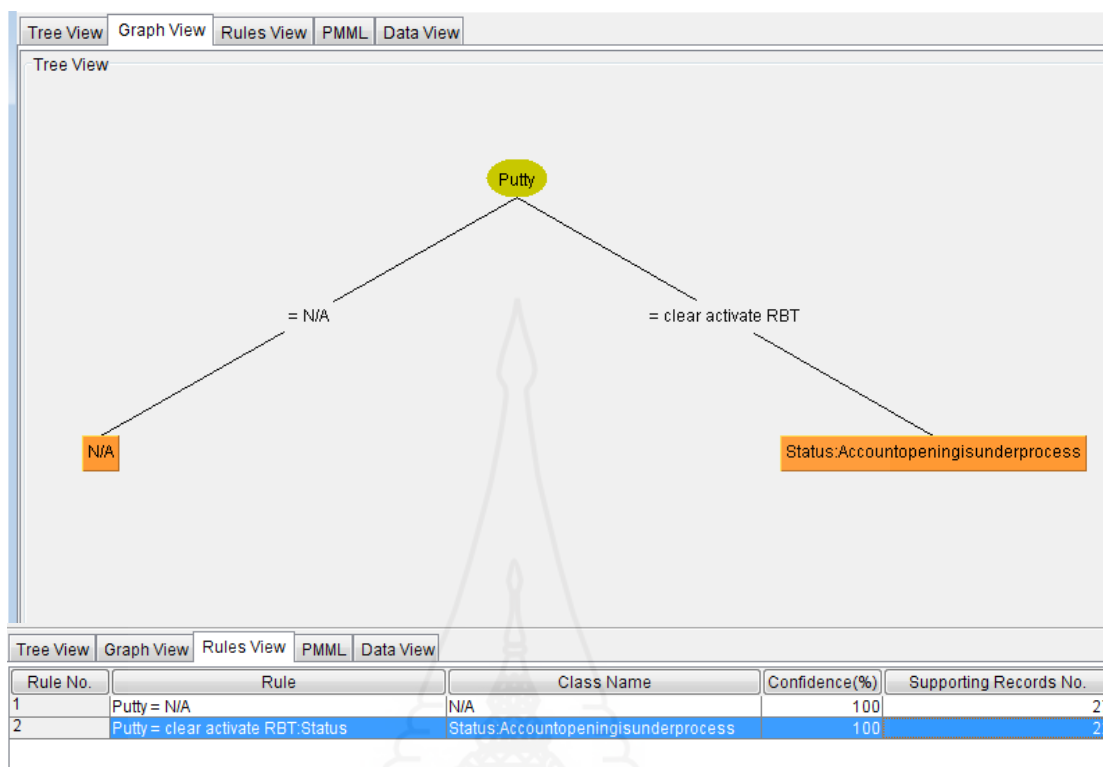 Tree View Graph View Rules View PMML Data View
Tree View
Putty
= N/A = clear activate RBT
N/A Status:Accountopeningisunderprocess
Tree View Graph View Rules View PMML Data View
Rule No. Rule Class Name Confidence(%) Supporting Records No.
1 Putty = N/A N/A 100 2
2 Putty = clear activate RBT:Status Status:Accountopeningisunderprocess 100 2